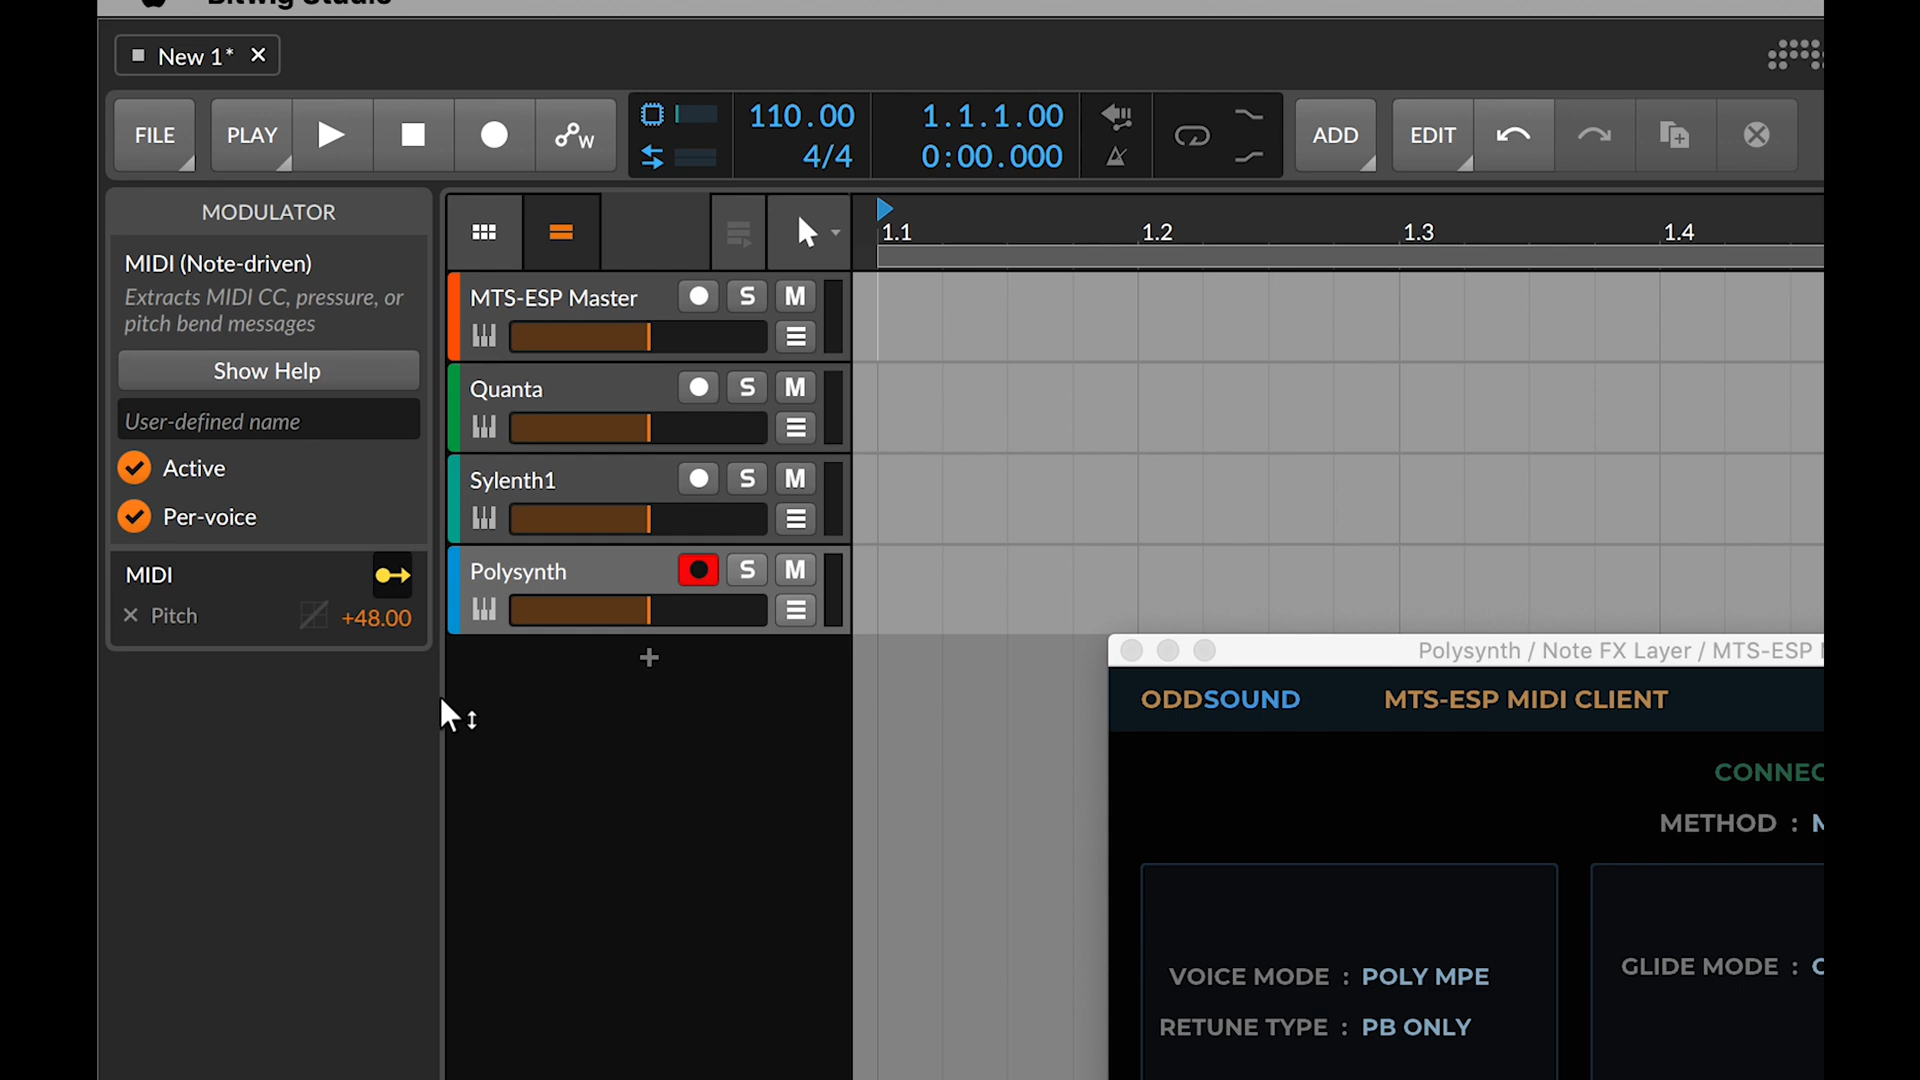 Bitwig Studio
New 1*
FILE
PLAY
W
110.00
4/4
1.1.1.00
0:00.000
ADD
EDIT
MODULATOR
MIDI (Note-driven)
Extracts MIDI CC, pressure, or
pitch bend messages
Show Help
User-defined name
Active
Per-voice
MIDI
Pitch
+48.00
1.1
1.2
1.3
1.4
MTS-ESP Master
S
M
Quanta
S
M
Sylenth1
S
M
Polysynth
S
M
Polysynth / Note FX Layer / MTS-ESP
ODDSOUND
MTS-ESP MIDI CLIENT
CONNEC
METHOD :
VOICE MODE : POLY MPE
RETUNE TYPE : PB ONLY
GLIDE MODE :